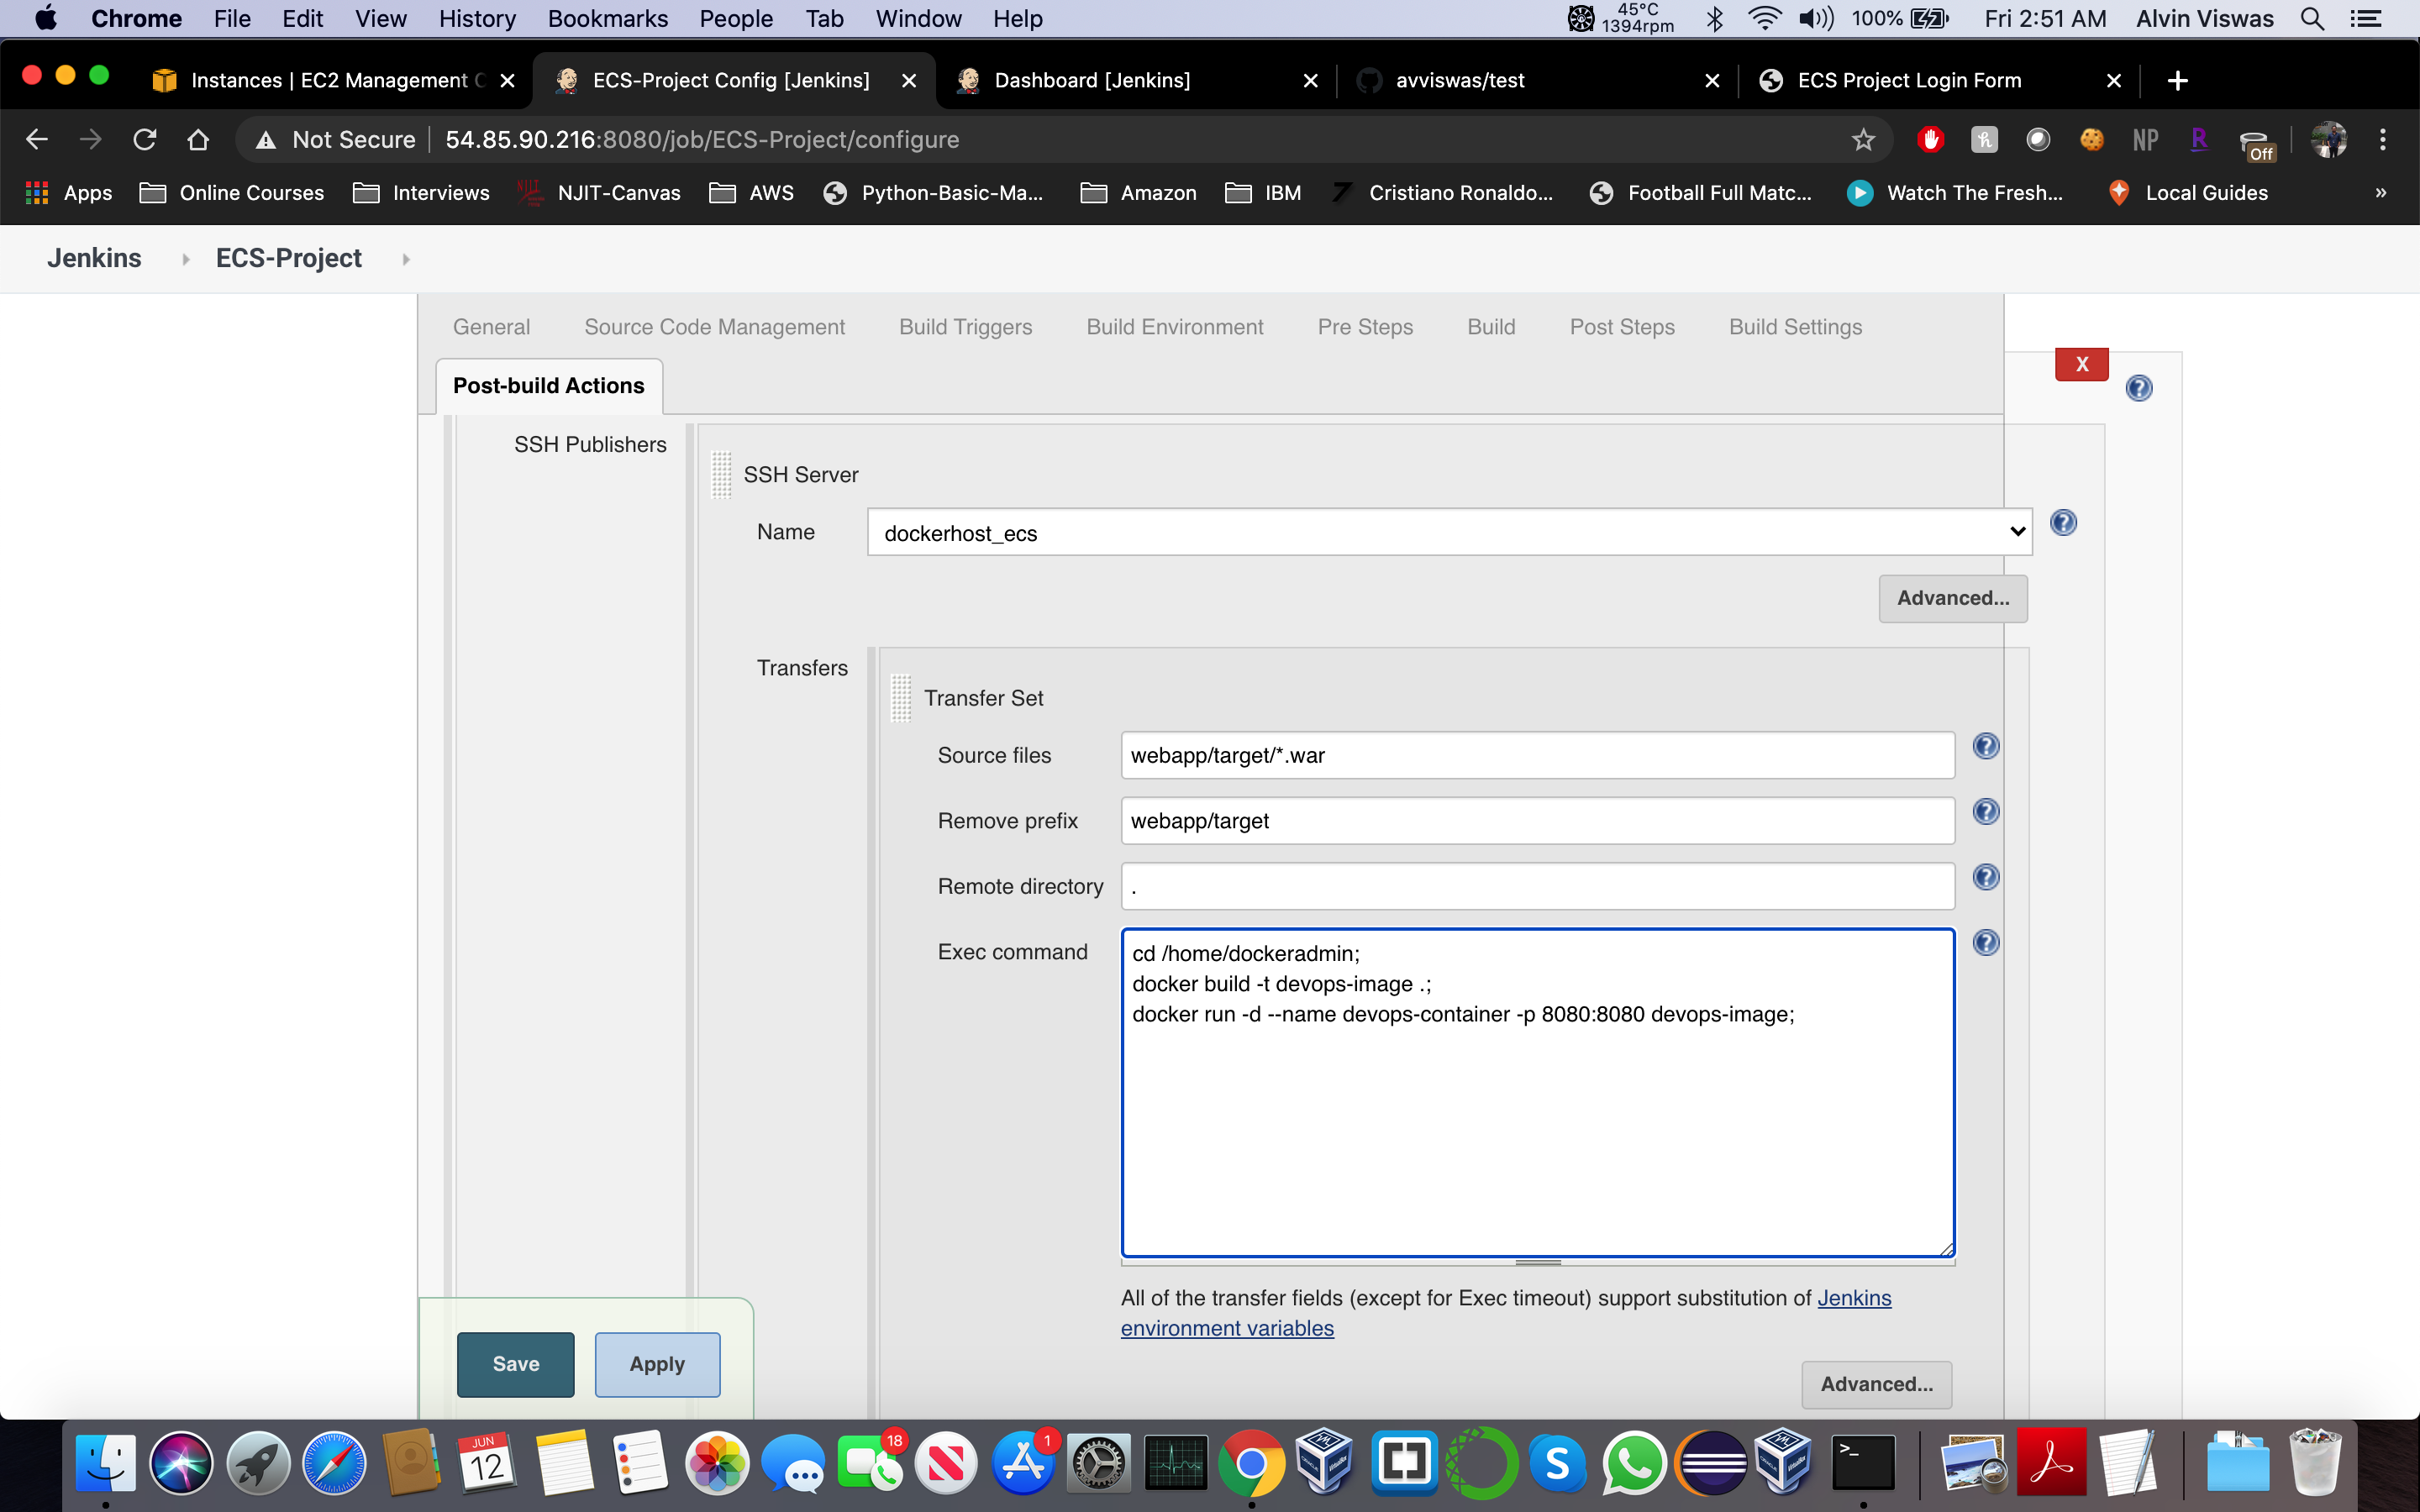 Chrome File Edit View History Bookmarks People Tab Window Help 45°C 1394rpm 100% Fri 2:51 AM Alvin Viswas
Instances | EC2 Management C ECS-Project Config [Jenkins] Dashboard [Jenkins] avviswas/test ECS Project Login Form
Not Secure 54.85.90.216:8080/job/ECS-Project/configure NP R Off
Apps Online Courses Interviews NJIT-Canvas AWS Python-Basic-Ma... Amazon IBM Cristiano Ronaldo... Football Full Matc... Watch The Fresh... Local Guides »
Jenkins ECS-Project
General Source Code Management Build Triggers Build Environment Pre Steps Build Post Steps Build Settings
X
Post-build Actions
SSH Publishers
SSH Server
Name dockerhost_ecs
Advanced...
Transfers
Transfer Set
Source files webapp/target/*.war
Remove prefix webapp/target
Remote directory .
Exec command cd /home/dockeradmin;
docker build -t devops-image .;
docker run -d --name devops-container -p 8080:8080 devops-image;
All of the transfer fields (except for Exec timeout) support substitution of Jenkins
environment variables
Save Apply
Advanced...
JUN 12 18 1 S >_